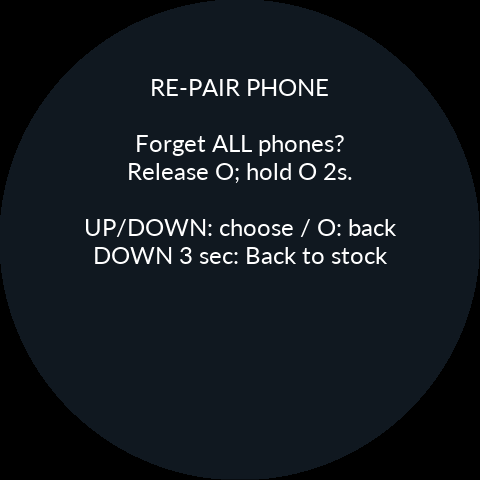 RE-PAIR PHONE
Forget ALL phones?
Release O; hold O 2s.
UP/DOWN: choose / O: back
DOWN 3 sec: Back to stock